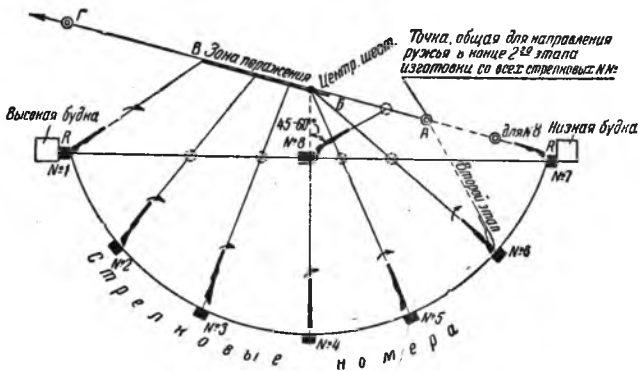 Г
В Зона поражения
Центр. шест.
Точка, общая для направления
ружья в конце 2го этапа
изготовки со всех стрелковых №№
Б
А
для №8
Высокая будка
Низкая будка
R
R
45-60°
№8
№1
№7
Второй этап
№2
№6
№3
№5
№4
Стрелковые номера